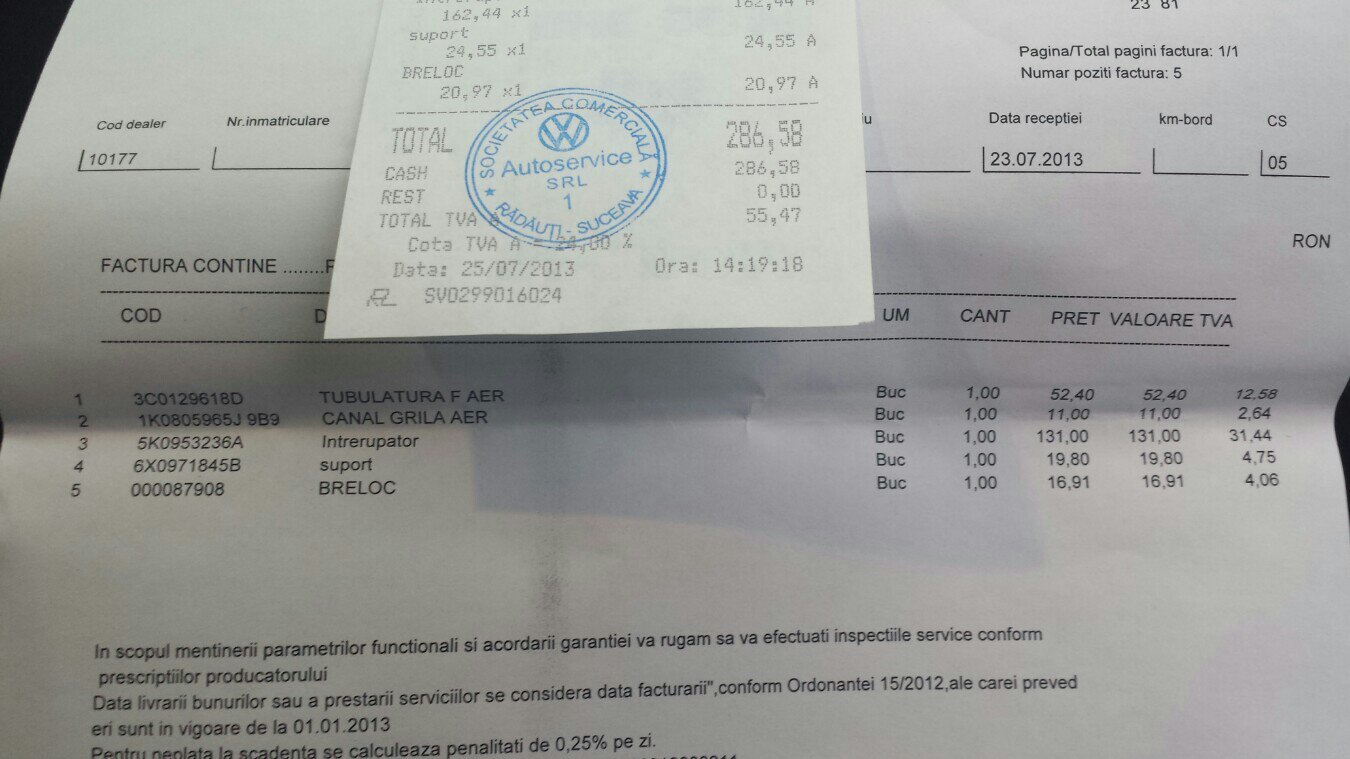 162,44 x1
162,44 A
suport
24,55 x1
24,55 A
BRELOC
20,97 x1
20,97 A
TOTAL 286,58
CASH 286,58
REST 0,00
TOTAL TVA 55,47
Cota TVA A = 24,00 %
Data: 25/07/2013 Ora: 14:19:18
SV0299016024
SOCIETATEA COMERCIALĂ
Autoservice
SRL
1
RĂDĂUȚI - SUCEAVA
23 81
Pagina/Total pagini factura: 1/1
Numar poziti factura: 5
Cod dealer Nr.inmatriculare Data receptiei km-bord CS
10177 23.07.2013 05
RON
FACTURA CONTINE ........
COD UM CANT PRET VALOARE TVA
1 3C0129618D TUBULATURA F AER Buc 1,00 52,40 52,40 12,58
2 1K0805965J 9B9 CANAL GRILA AER Buc 1,00 11,00 11,00 2,64
3 5K0953236A Intrerupator Buc 1,00 131,00 131,00 31,44
4 6X0971845B suport Buc 1,00 19,80 19,80 4,75
5 000087908 BRELOC Buc 1,00 16,91 16,91 4,06
In scopul mentinerii parametrilor functionali si acordarii garantiei va rugam sa va efectuati inspectiile service conform
prescriptiilor producatorului
Data livrarii bunurilor sau a prestarii serviciilor se considera data facturarii",conform Ordonantei 15/2012,ale carei preved
eri sunt in vigoare de la 01.01.2013
Pentru neplata la scadenta se calculeaza penalitati de 0,25% pe zi.